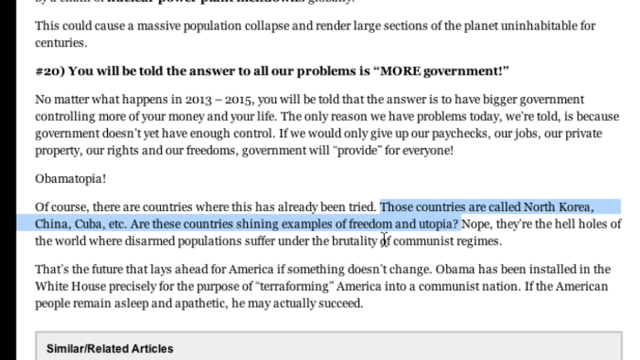 This could cause a massive population collapse and render large sections of the planet uninhabitable for
centuries.
#20) You will be told the answer to all our problems is “MORE government!”
No matter what happens in 2013 – 2015, you will be told that the answer is to have bigger government
controlling more of your money and your life. The only reason we have problems today, we’re told, is because
government doesn’t yet have enough control. If we would only give up our paychecks, our jobs, our private
property, our rights and our freedoms, government will “provide” for everyone!
Obamatopia!
Of course, there are countries where this has already been tried. Those countries are called North Korea,
China, Cuba, etc. Are these countries shining examples of freedom and utopia? Nope, they’re the hell holes of
the world where disarmed populations suffer under the brutality of communist regimes.
That’s the future that lays ahead for America if something doesn’t change. Obama has been installed in the
White House precisely for the purpose of “terraforming” America into a communist nation. If the American
people remain asleep and apathetic, he may actually succeed.
Similar/Related Articles